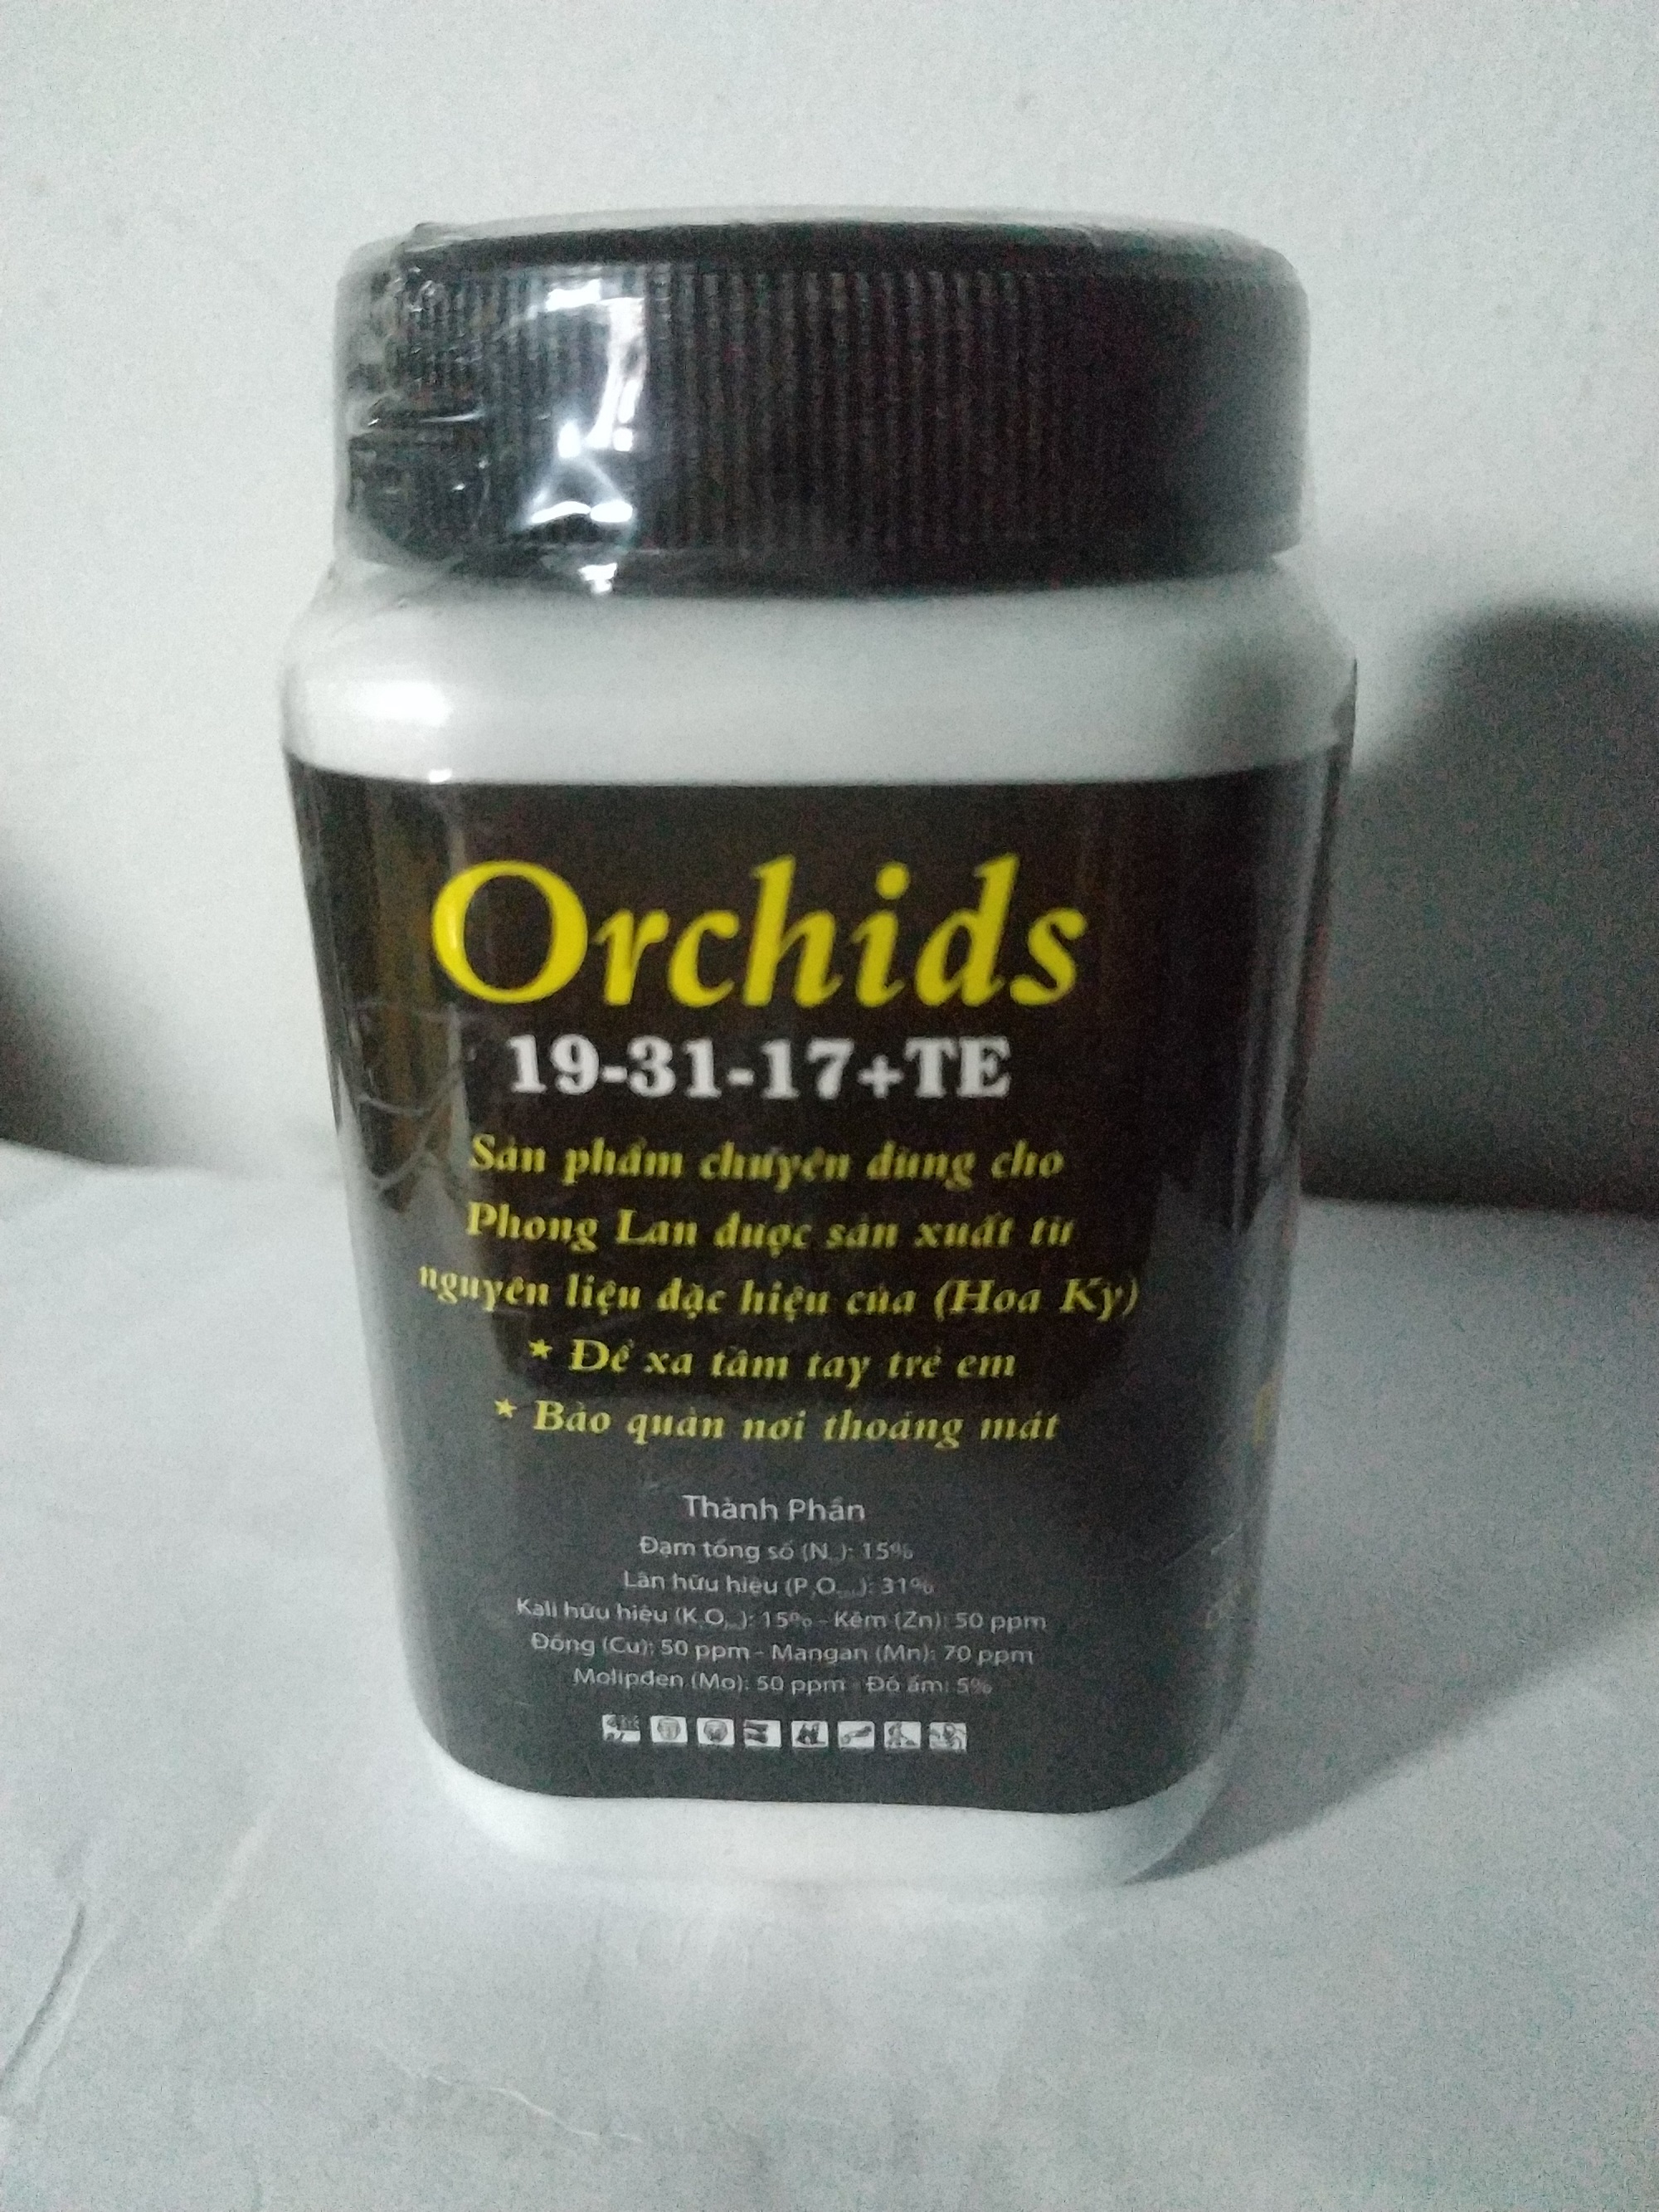 Orchids
19-31-17+TE
Sản phẩm chuyên dùng cho
Phong Lan được sản xuất từ
nguyên liệu đặc hiệu của (Hoa Kỳ)
* Để xa tầm tay trẻ em
* Bảo quản nơi thoáng mát
Thành Phần
Đạm tổng số (N ): 15%
Lân hữu hiệu (P O ): 31%
Kali hữu hiệu (K O ): 15% - Kẽm (Zn): 50 ppm
Đồng (Cu): 50 ppm - Mangan (Mn): 70 ppm
Molipden (Mo): 50 ppm - Độ ẩm: 5%